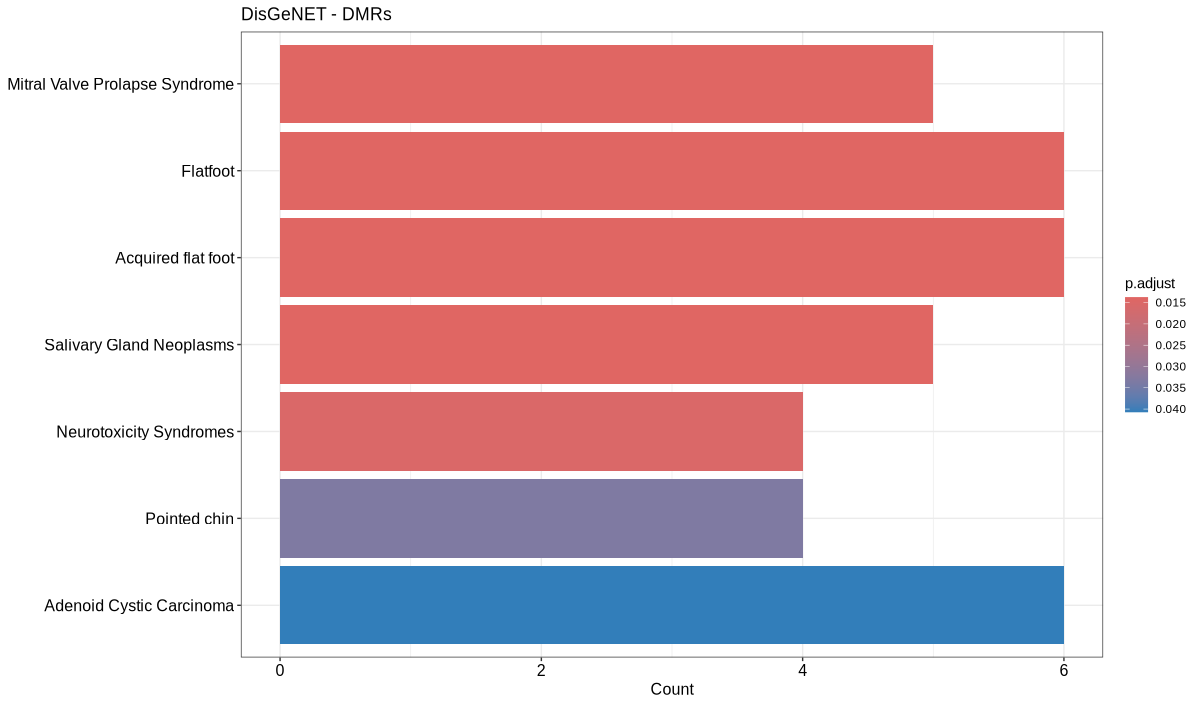 DisGeNET - DMRs
Mitral Valve Prolapse Syndrome
Flatfoot
Acquired flat foot
Salivary Gland Neoplasms
Neurotoxicity Syndromes
Pointed chin
Adenoid Cystic Carcinoma
0 2 4 6
Count
p.adjust
0.015
0.020
0.025
0.030
0.035
0.040